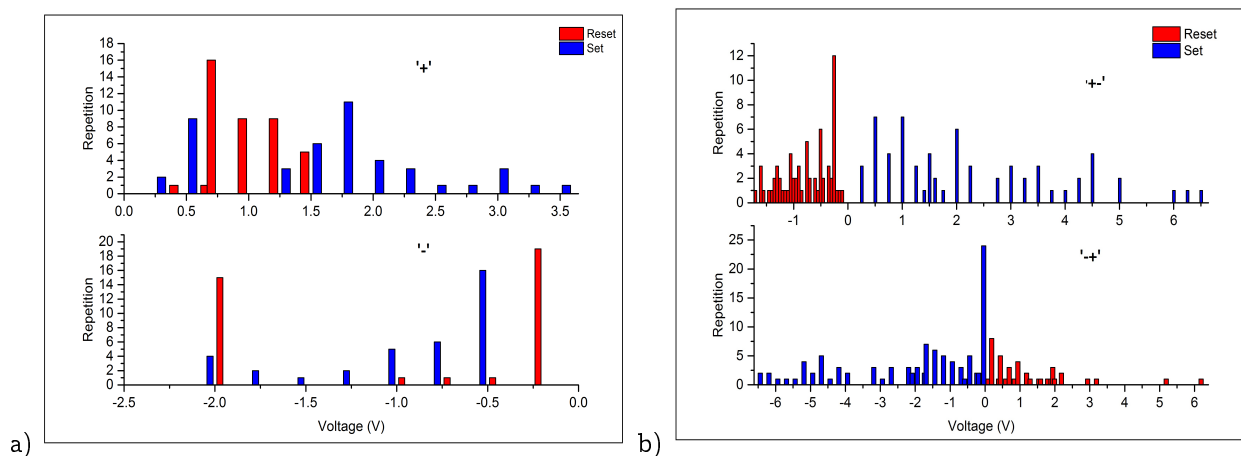 Reset
Set
'+'
Repetition
18
16
14
12
10
8
6
4
2
0
0.0 0.5 1.0 1.5 2.0 2.5 3.0 3.5
'-'
Repetition
20
18
16
14
12
10
8
6
4
2
0
-2.5 -2.0 -1.5 -1.0 -0.5 0.0
Voltage (V)
a)
Reset
Set
'+-'
Repetition
12
10
8
6
4
2
0
-1 0 1 2 3 4 5 6
'-+'
Repetition
25
20
15
10
5
0
-6 -5 -4 -3 -2 -1 0 1 2 3 4 5 6
Voltage (V)
b)